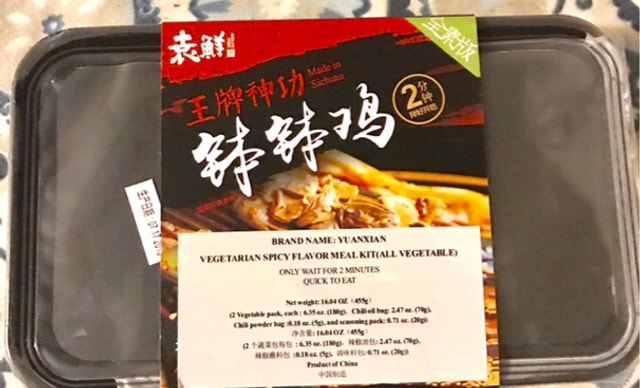 袁鮮
全素版
王牌神功
Made in
Sichuan
2分钟
钵钵鸡
生产日期:
BRAND NAME: YUANXIAN
VEGETARIAN SPICY FLAVOR MEAL KIT(ALL VEGETABLE)
ONLY WAIT FOR 2 MINUTES
QUICK TO EAT
Net weight: 16.04 OZ (455g)
(2 Vegetable pack, each : 6.35 oz. (180g), Chili oil bag: 2.47 oz. (70g),
Chili powder bag :0.18 oz. (5g), and seasoning pack: 0.71 oz. (20g))
净含量: 16.04 OZ (455g)
(2 个蔬菜包每包 : 6.35 oz. (180g), 辣椒油包: 2.47 oz. (70g),
辣椒蘸料包 :0.18 oz. (5g), 调味料包: 0.71 oz. (20g))
Product of China
中国制造